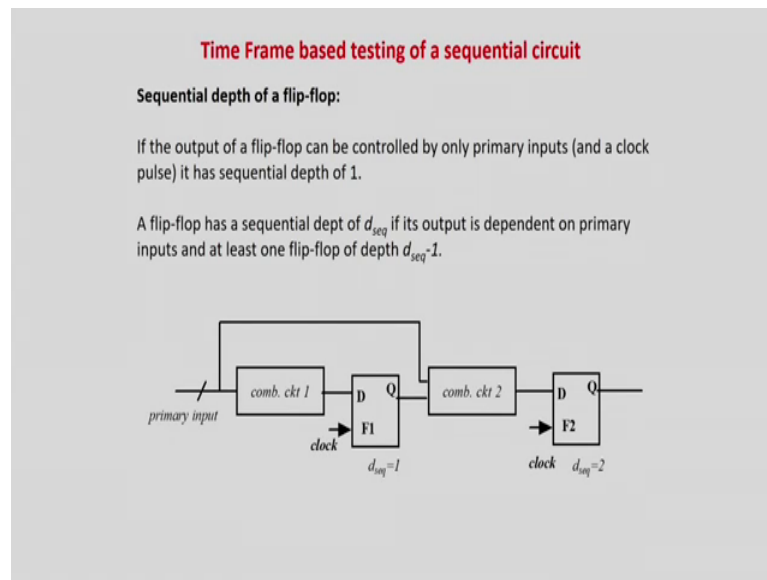 Time Frame based testing of a sequential circuit
Sequential depth of a flip-flop:
If the output of a flip-flop can be controlled by only primary inputs (and a clock
pulse) it has sequential depth of 1.
A flip-flop has a sequential dept of dseq if its output is dependent on primary
inputs and at least one flip-flop of depth dseq-1.
primary input
comb. ckt 1
D Q
F1
clock
dseq=1
comb. ckt 2
D Q
F2
clock
dseq=2